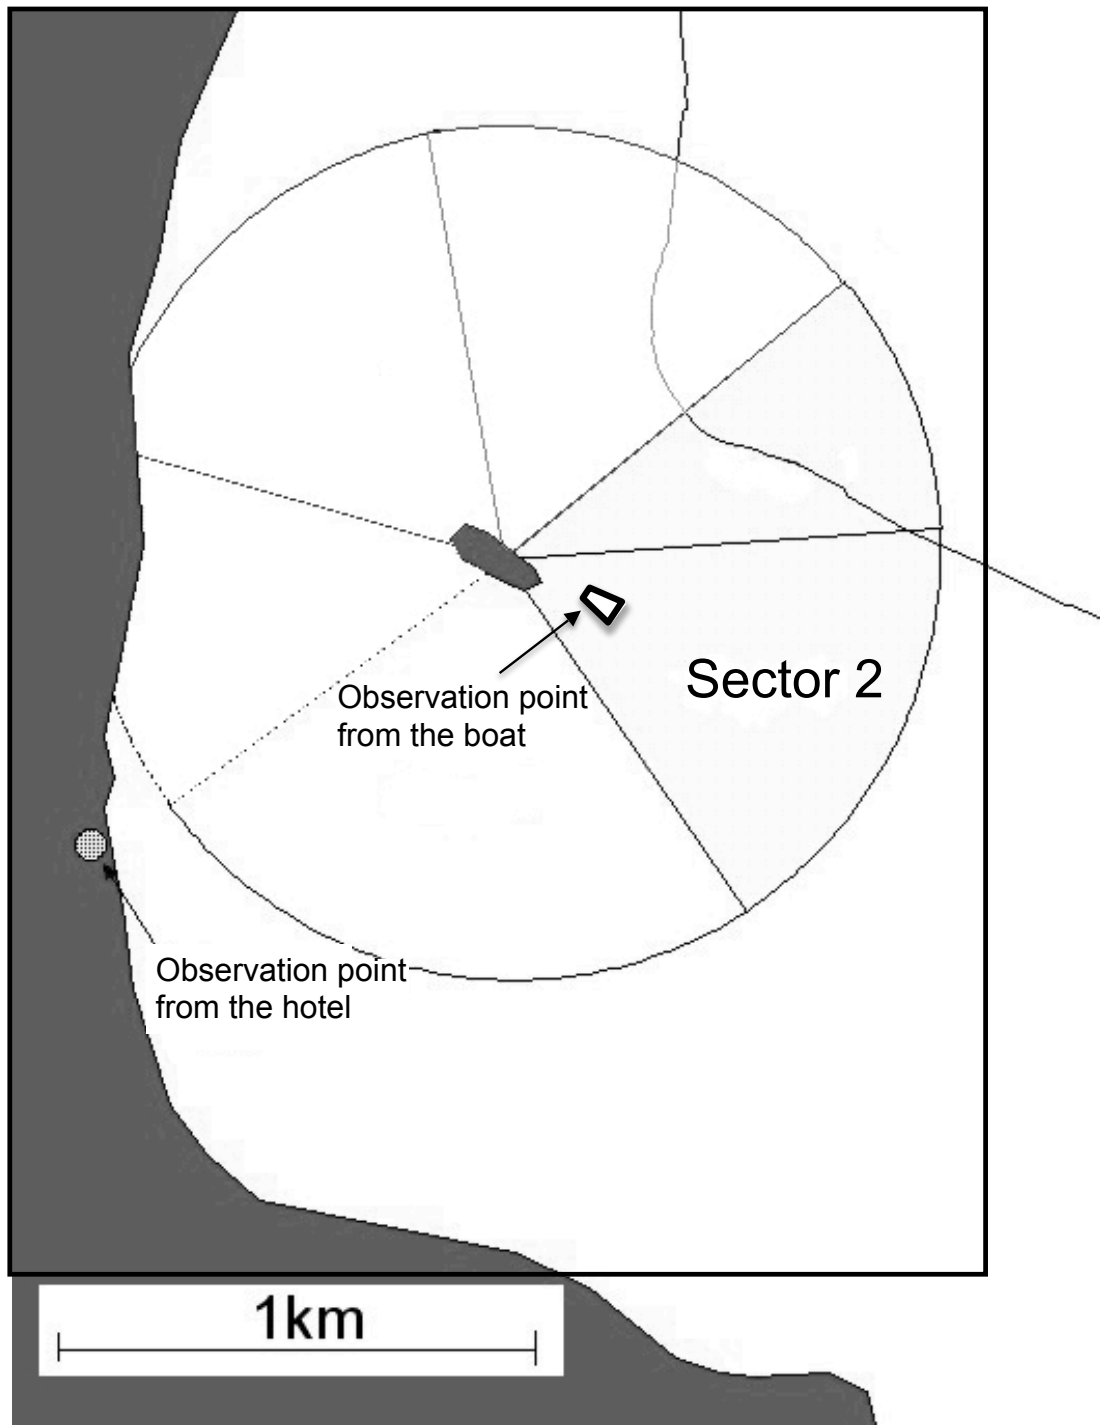 Sector 2
Observation point
from the boat
Observation point
from the hotel
1km